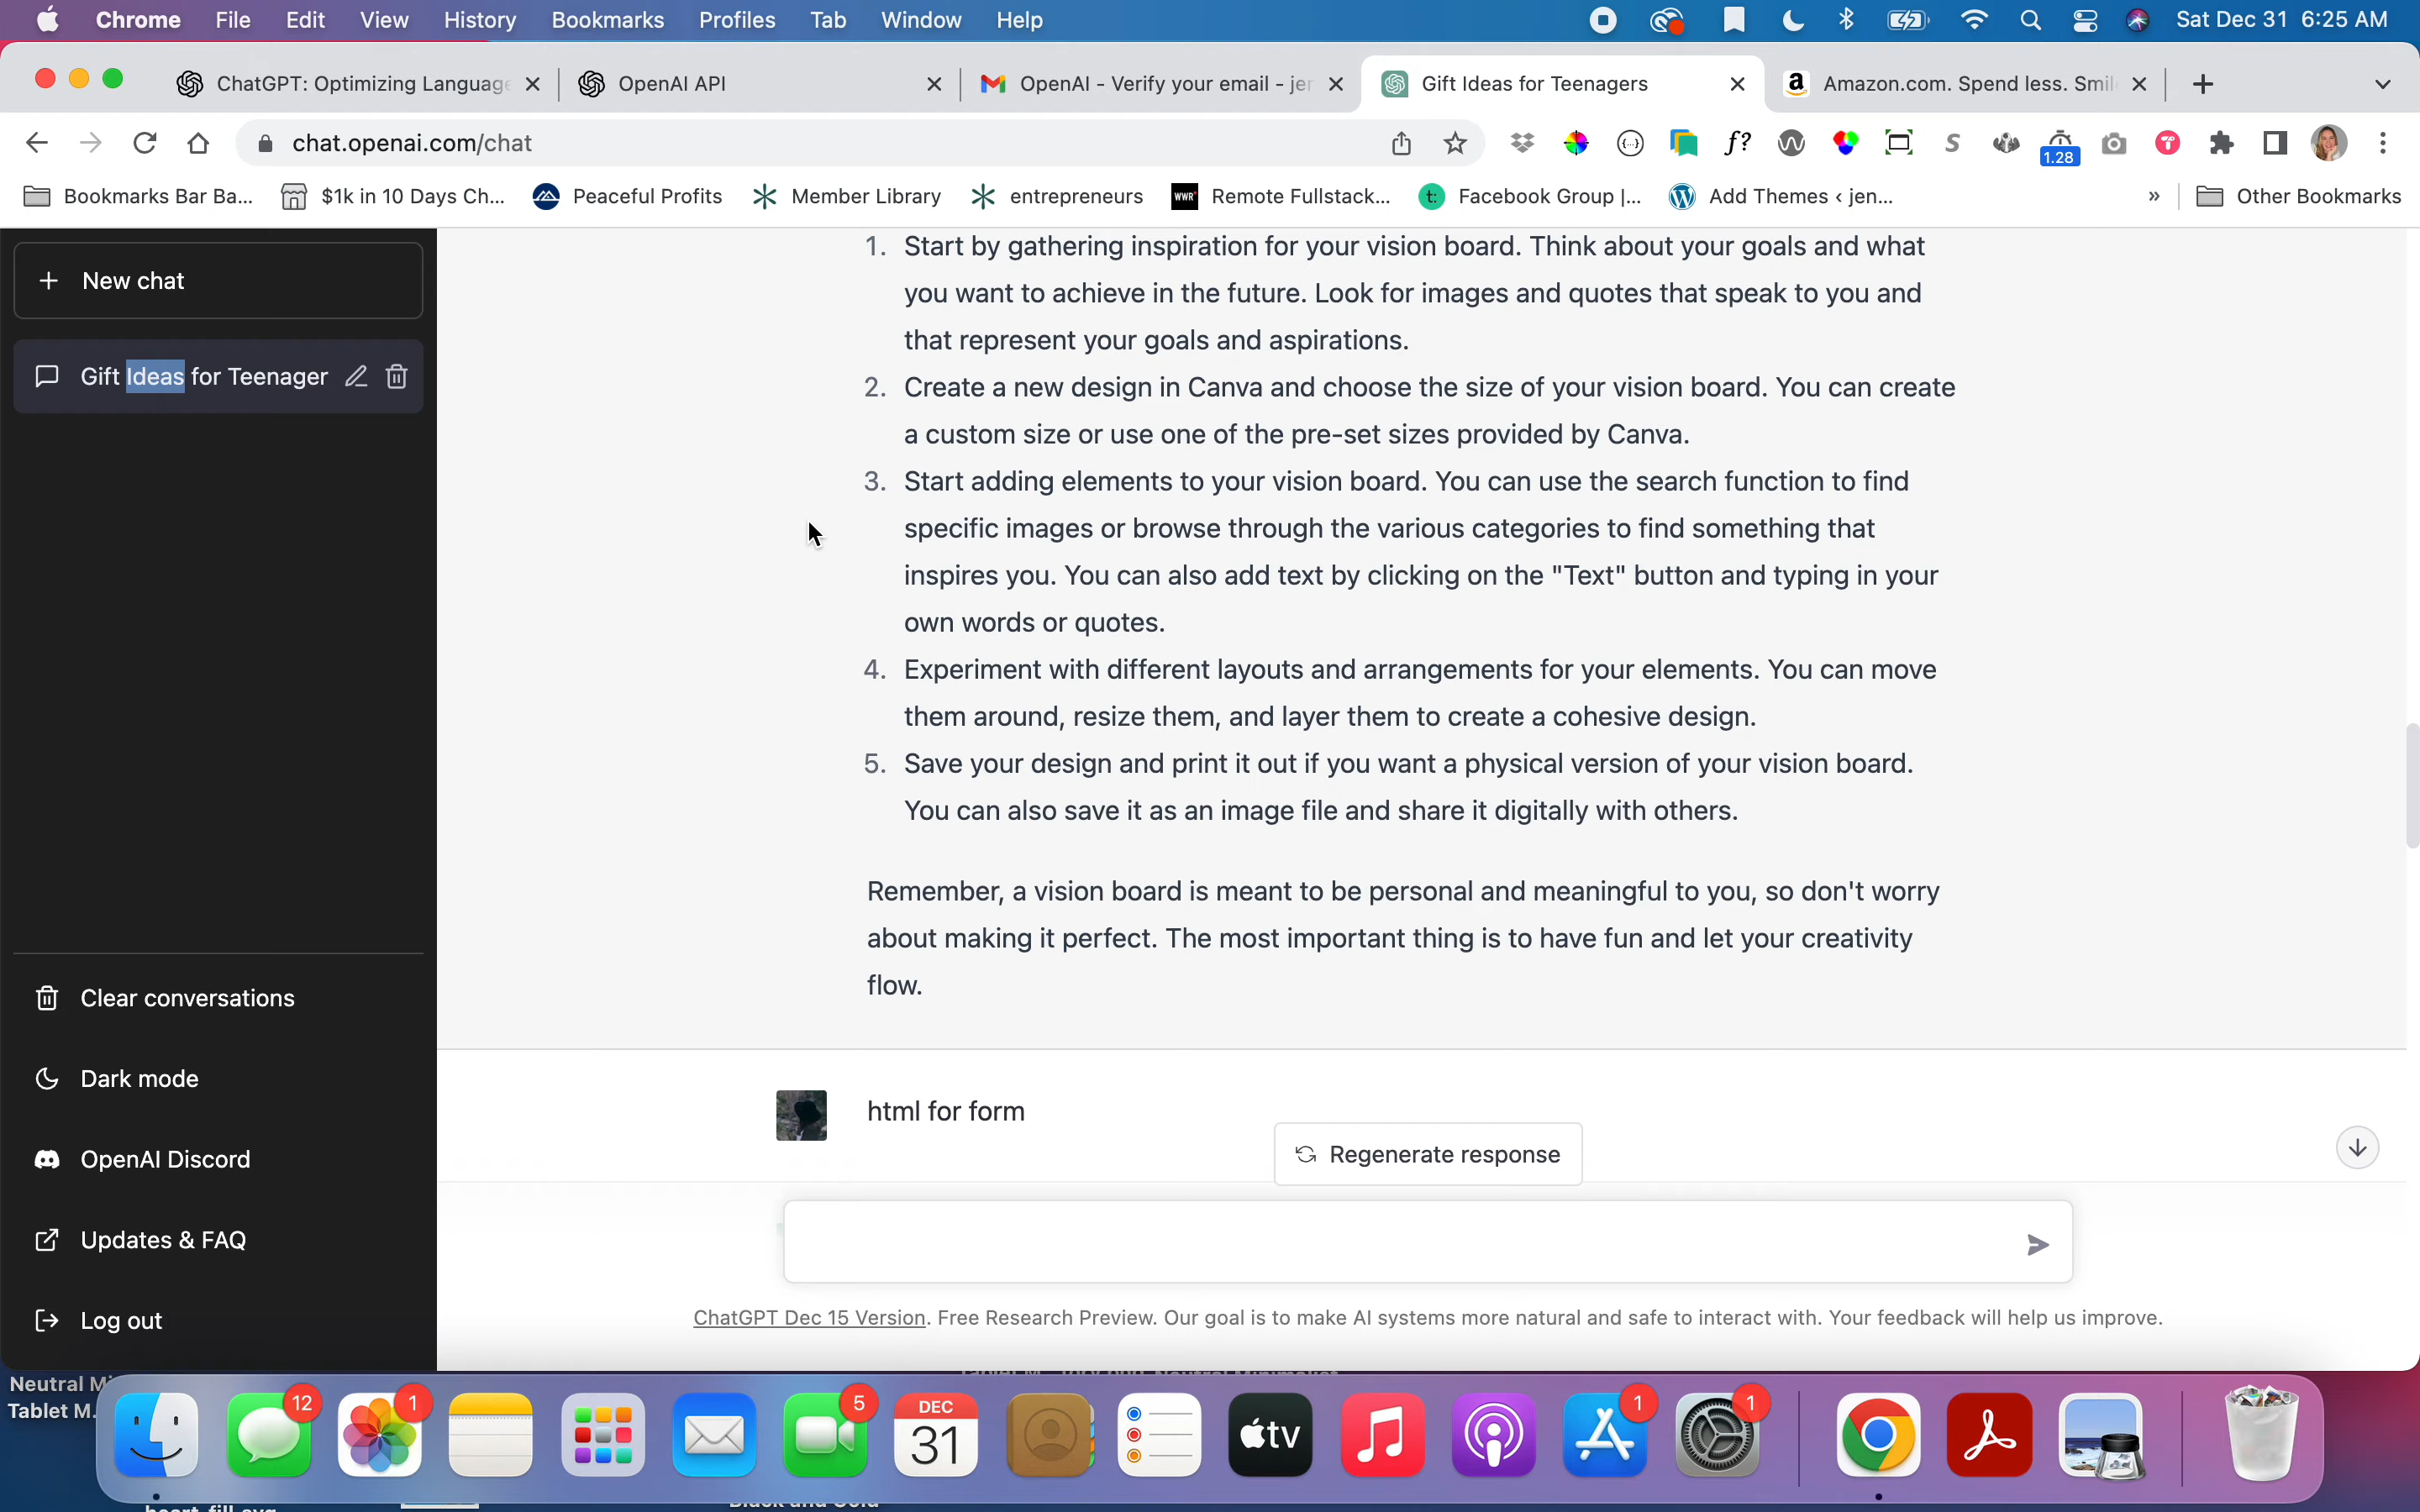 Chrome File Edit View History Bookmarks Profiles Tab Window Help Sat Dec 31 6:25 AM
ChatGPT: Optimizing Language OpenAI API OpenAI - Verify your email - jer Gift Ideas for Teenagers Amazon.com. Spend less. Smil
chat.openai.com/chat
1.28
Bookmarks Bar Ba... $1k in 10 Days Ch... Peaceful Profits Member Library entrepreneurs Remote Fullstack... Facebook Group |... Add Themes ‹ jen... » Other Bookmarks
New chat
Gift Ideas for Teenager
1. Start by gathering inspiration for your vision board. Think about your goals and what
you want to achieve in the future. Look for images and quotes that speak to you and
that represent your goals and aspirations.
2. Create a new design in Canva and choose the size of your vision board. You can create
a custom size or use one of the pre-set sizes provided by Canva.
3. Start adding elements to your vision board. You can use the search function to find
specific images or browse through the various categories to find something that
inspires you. You can also add text by clicking on the "Text" button and typing in your
own words or quotes.
4. Experiment with different layouts and arrangements for your elements. You can move
them around, resize them, and layer them to create a cohesive design.
5. Save your design and print it out if you want a physical version of your vision board.
You can also save it as an image file and share it digitally with others.
Remember, a vision board is meant to be personal and meaningful to you, so don't worry
about making it perfect. The most important thing is to have fun and let your creativity
flow.
html for form
Regenerate response
Clear conversations
Dark mode
OpenAI Discord
Updates & FAQ
Log out
ChatGPT Dec 15 Version. Free Research Preview. Our goal is to make AI systems more natural and safe to interact with. Your feedback will help us improve.
Neutral Mi
Tablet M.
12 1 5 DEC 31 tv 1 1